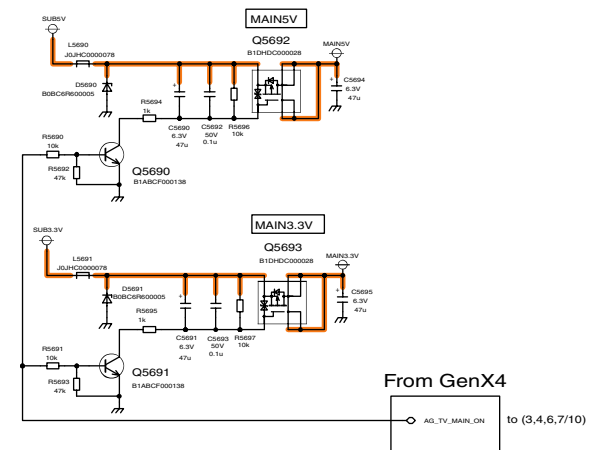 SUB5V
MAIN5V
L5690
J0JHC0000078
Q5692
B1DHDC000028
MAIN5V
D5690
B0BC6R600005
C5694
6.3V
47u
R5694
1k
C5690
6.3V
47u
C5692
50V
0.1u
R5696
10k
R5690
10k
R5692
47k
Q5690
B1ABCF000138
SUB3.3V
MAIN3.3V
L5691
J0JHC0000078
Q5693
B1DHDC000028
MAIN3.3V
D5691
B0BC6R600005
C5695
6.3V
47u
R5695
1k
C5691
6.3V
47u
C5693
50V
0.1u
R5697
10k
R5691
10k
R5693
47k
Q5691
B1ABCF000138
From GenX4
AG_TV_MAIN_ON
to (3,4,6,7/10)